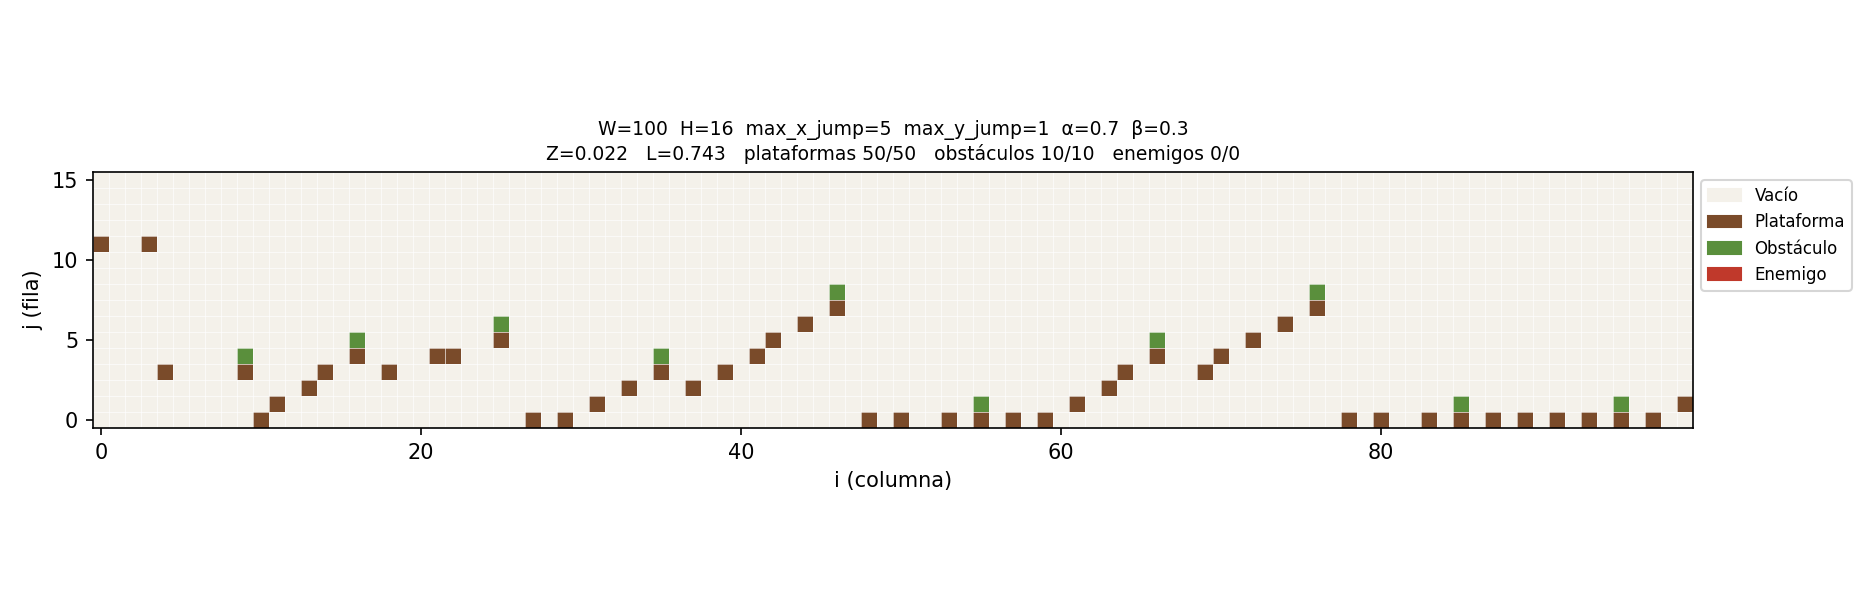 W=100 H=16 max_x_jump=5 max_y_jump=1 α=0.7 β=0.3
Z=0.022 L=0.743 plataformas 50/50 obstáculos 10/10 enemigos 0/0
15
10
5
0
j (fila)
0 20 40 60 80
i (columna)
Vacío
Plataforma
Obstáculo
Enemigo